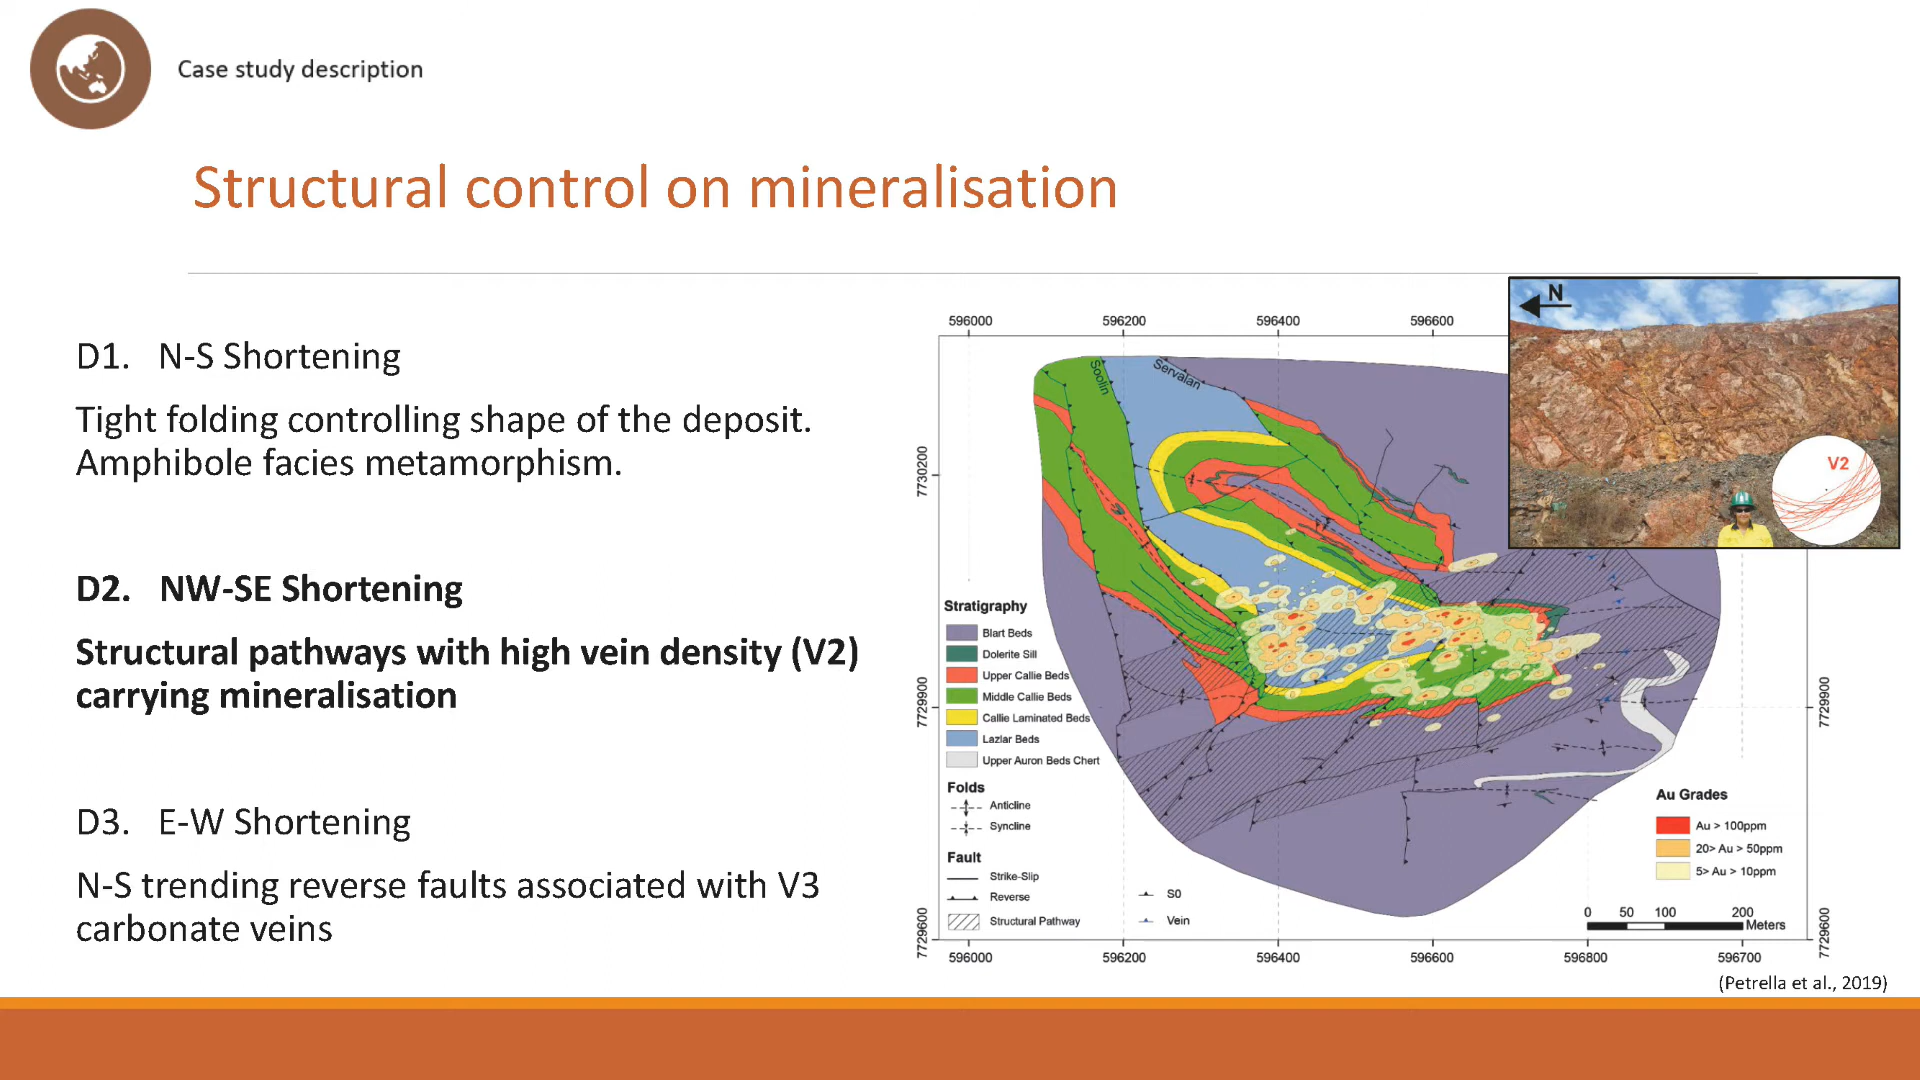 Case study description
Structural control on mineralisation
D1. N-S Shortening
Tight folding controlling shape of the deposit.
Amphibole facies metamorphism.
D2. NW-SE Shortening
Structural pathways with high vein density (V2)
carrying mineralisation
D3. E-W Shortening
N-S trending reverse faults associated with V3
carbonate veins
596000 596200 596400 596600
7730200
7729900
7729600
Soolin
Servalan
N
V2
Stratigraphy
Blart Beds
Dolerite Sill
Upper Callie Beds
Middle Callie Beds
Callie Laminated Beds
Lazlar Beds
Upper Auron Beds Chert
Folds
Anticline
Syncline
Fault
Strike-Slip
Reverse
Structural Pathway
S0
Vein
Au Grades
Au > 100ppm
20> Au > 50ppm
5> Au > 10ppm
0 50 100 200
Meters
7729900
7729600
596000 596200 596400 596600 596800 596700
(Petrella et al., 2019)